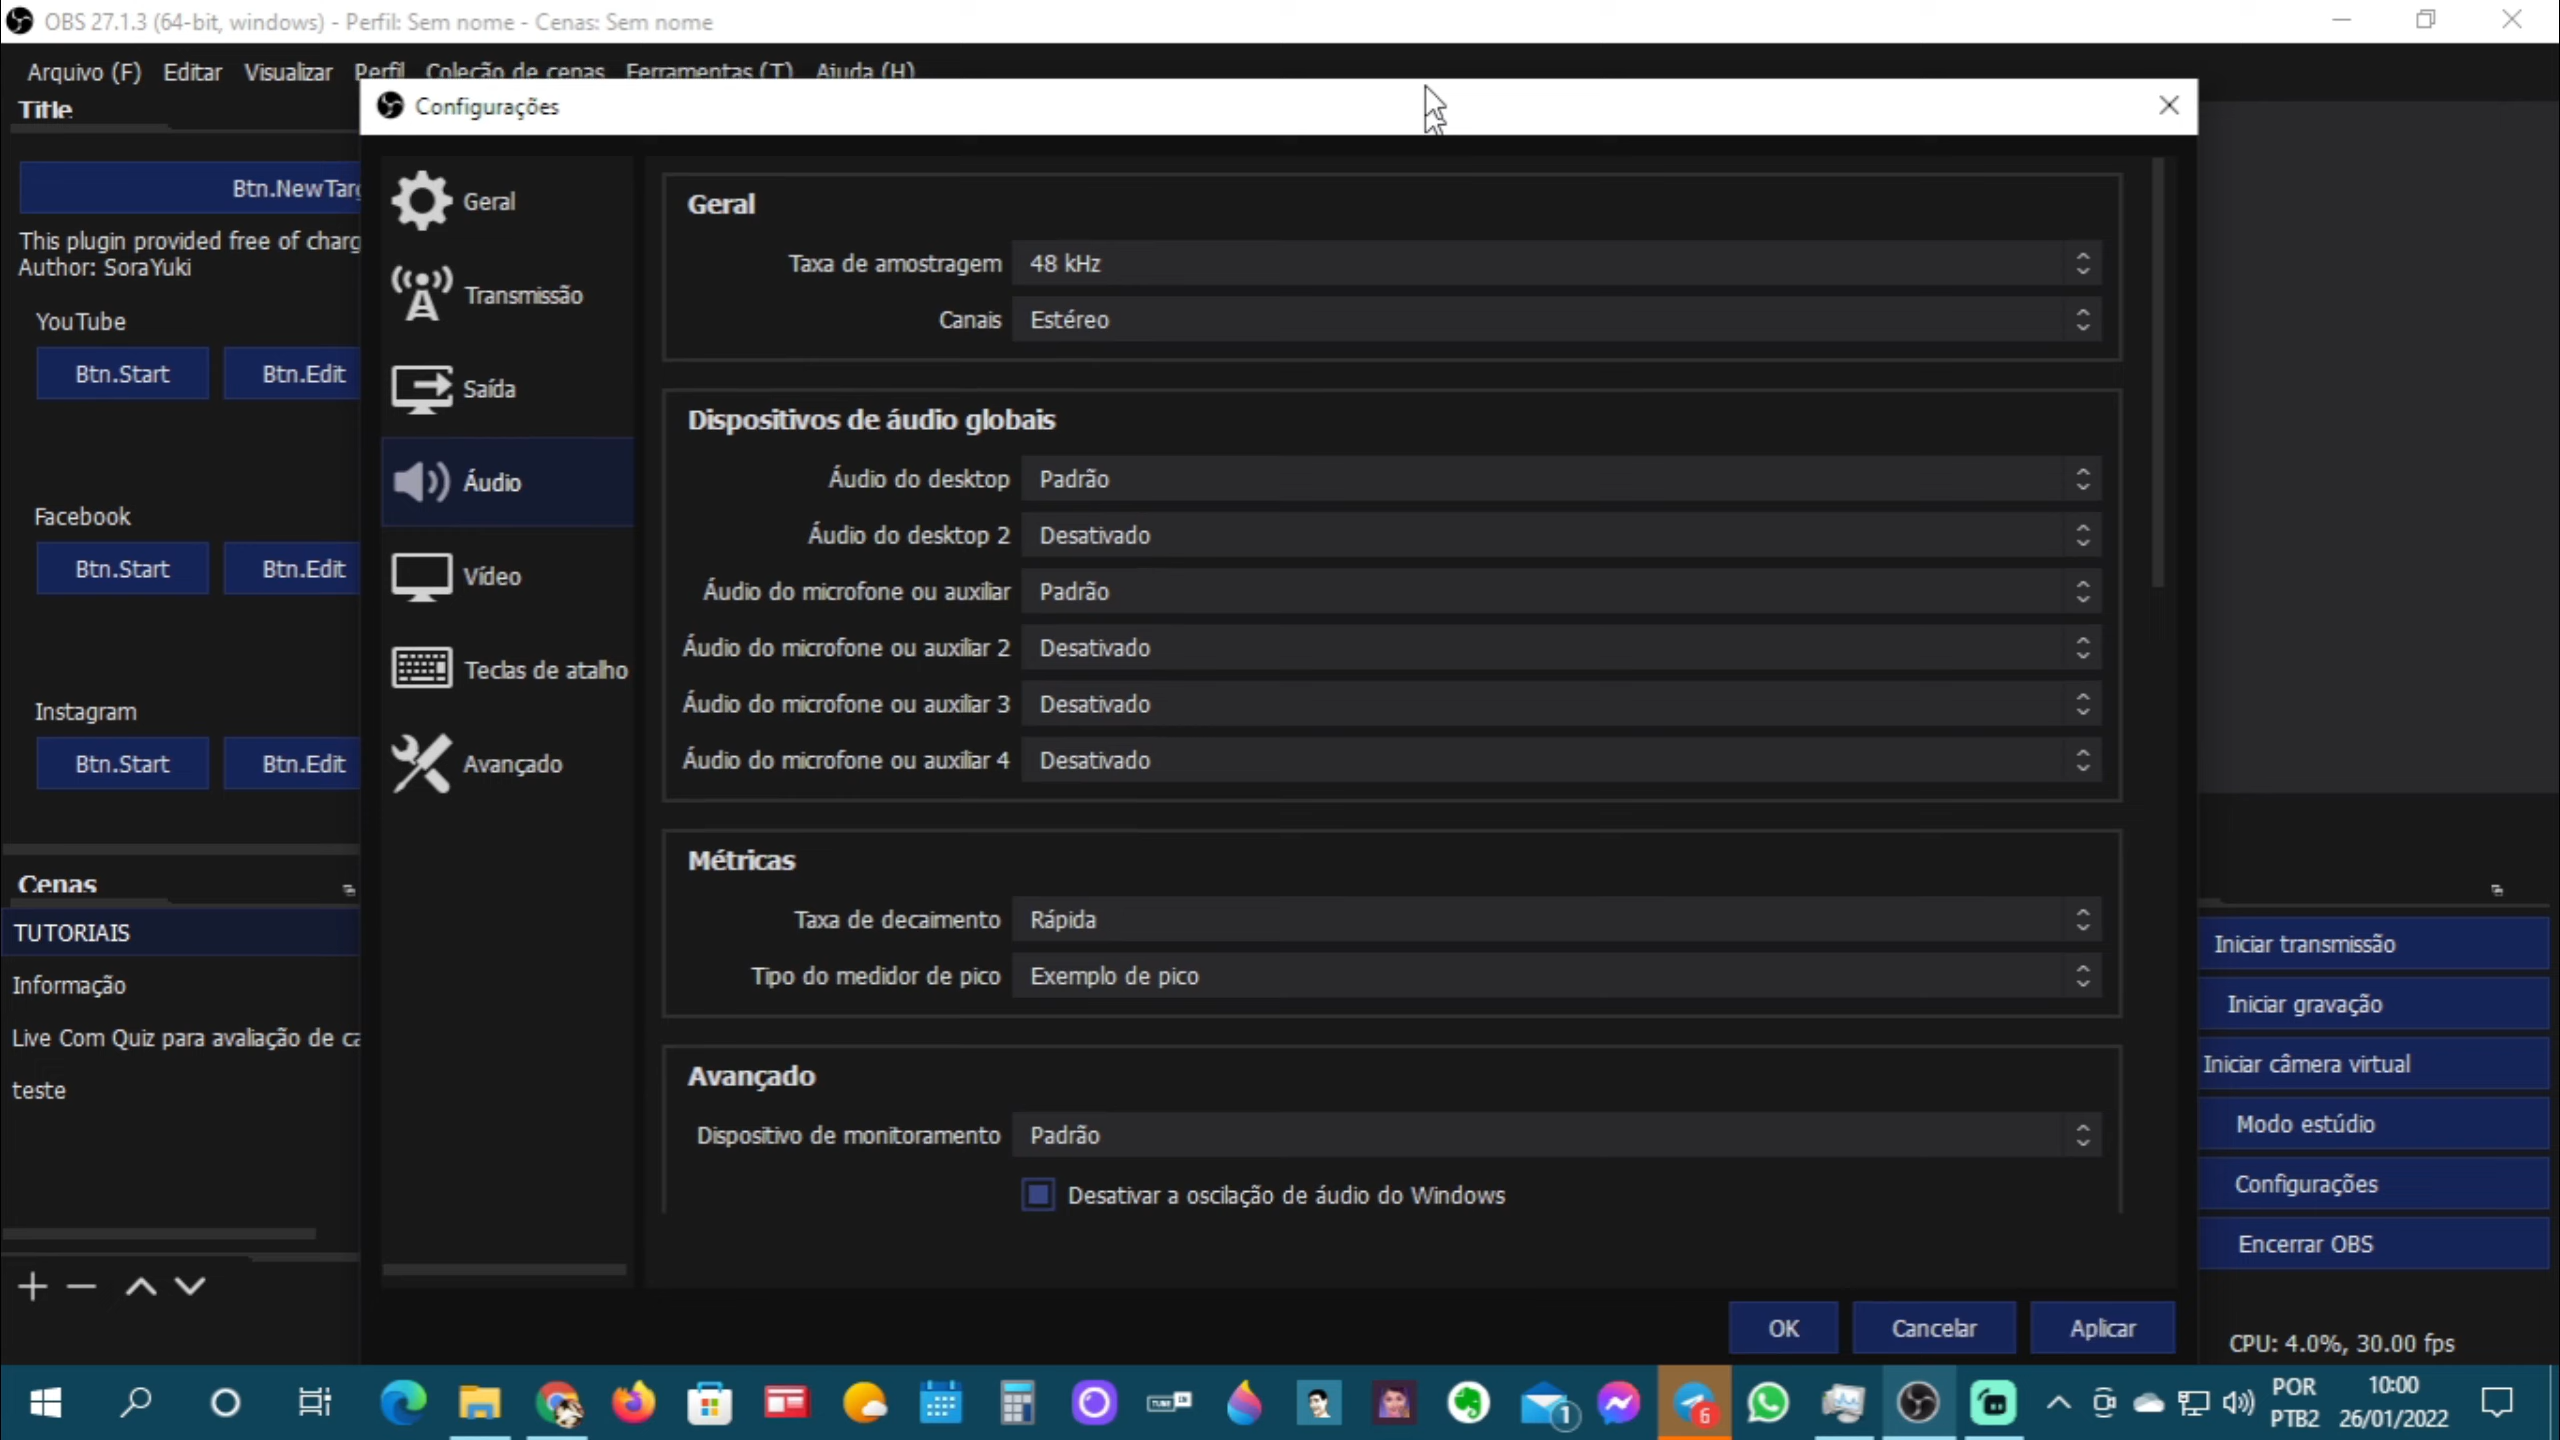 OBS 27.1.3 (64-bit, windows) - Perfil: Sem nome - Cenas: Sem nome
Arquivo (F) Editar Visualizar Perfil Coleção de cenas Ferramentas (T) Ajuda (H)
Title
Btn.NewTarg
This plugin provided free of charg
Author: SoraYuki
YouTube
Btn.Start Btn.Edit
Facebook
Btn.Start Btn.Edit
Instagram
Btn.Start Btn.Edit
Cenas
TUTORIAIS
Informação
Live Com Quiz para avaliação de ca
teste
Configurações
Geral
Transmissão
Saída
Áudio
Vídeo
Teclas de atalho
Avançado
Geral
Taxa de amostragem 48 kHz
Canais Estéreo
Dispositivos de áudio globais
Áudio do desktop Padrão
Áudio do desktop 2 Desativado
Áudio do microfone ou auxiliar Padrão
Áudio do microfone ou auxiliar 2 Desativado
Áudio do microfone ou auxiliar 3 Desativado
Áudio do microfone ou auxiliar 4 Desativado
Métricas
Taxa de decaimento Rápida
Tipo do medidor de pico Exemplo de pico
Avançado
Dispositivo de monitoramento Padrão
Desativar a oscilação de áudio do Windows
OK Cancelar Aplicar
Iniciar transmissão
Iniciar gravação
Iniciar câmera virtual
Modo estúdio
Configurações
Encerrar OBS
CPU: 4.0%, 30.00 fps
TUNE IN
1
6
POR
PTB2
10:00
26/01/2022